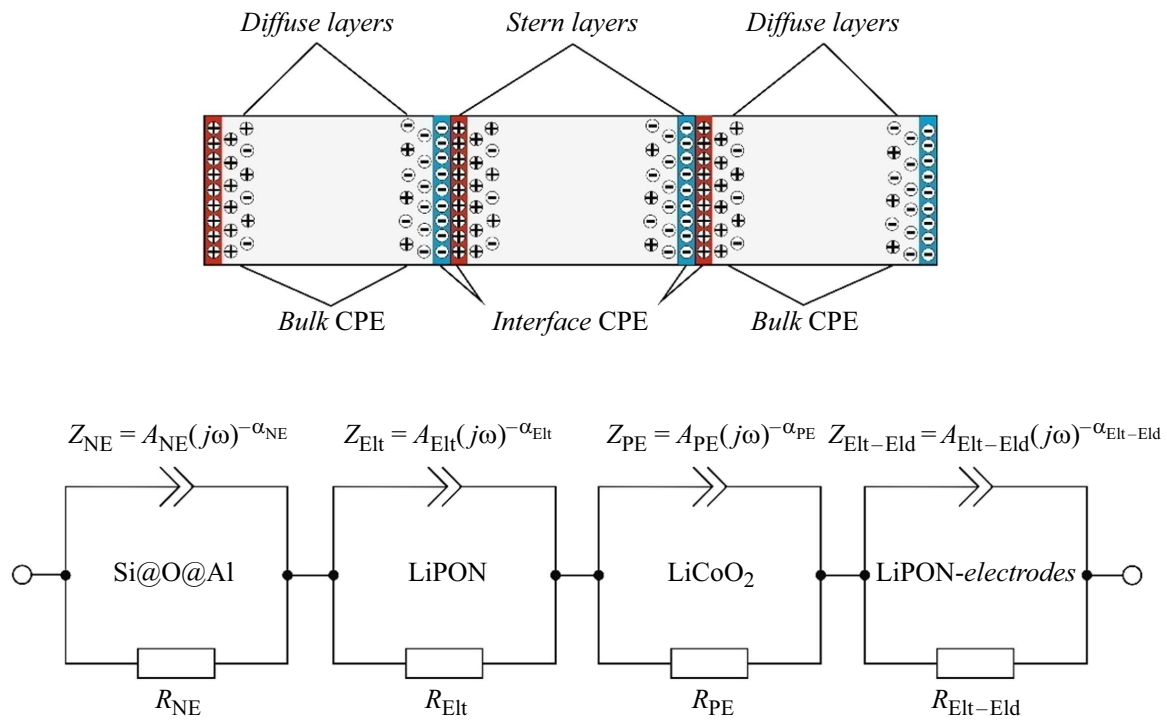 Diffuse layers Stern layers Diffuse layers
Bulk CPE Interface CPE Bulk CPE
Z_NE = A_NE(jω)^−α_NE Z_Elt = A_Elt(jω)^−α_Elt Z_PE = A_PE(jω)^−α_PE Z_Elt–Eld = A_Elt–Eld(jω)^−α_Elt–Eld
Si@O@Al LiPON LiCoO₂ LiPON-electrodes
R_NE R_Elt R_PE R_Elt–Eld